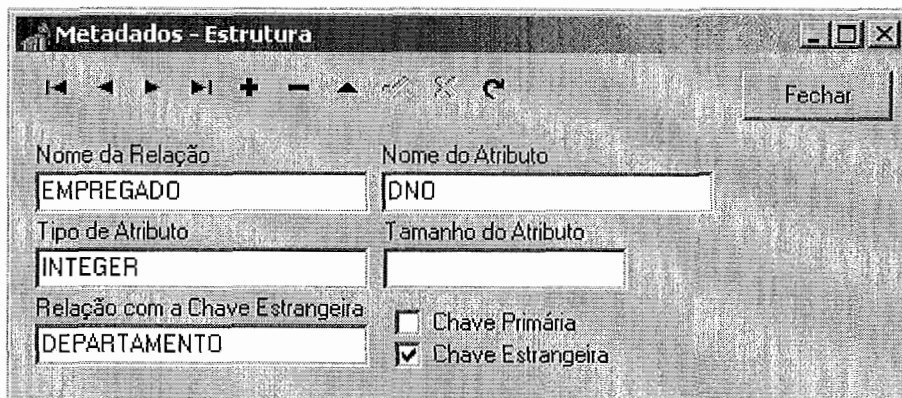 Metadados - Estrutura
Fechar
Nome da Relação Nome do Atributo
EMPREGADO DNO
Tipo de Atributo Tamanho do Atributo
INTEGER
Relação com a Chave Estrangeira Chave Primária
DEPARTAMENTO Chave Estrangeira